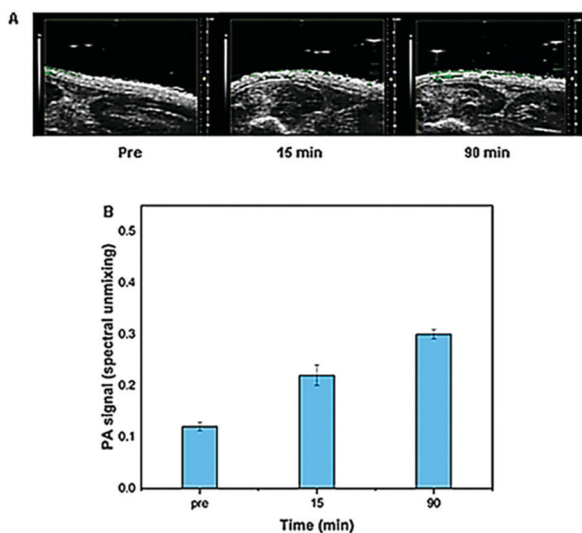 A
Pre 15 min 90 min
B
0.5
0.4
0.3
0.2
0.1
0.0
PA signal (spectral unmixing)
pre 15 90
Time (min)